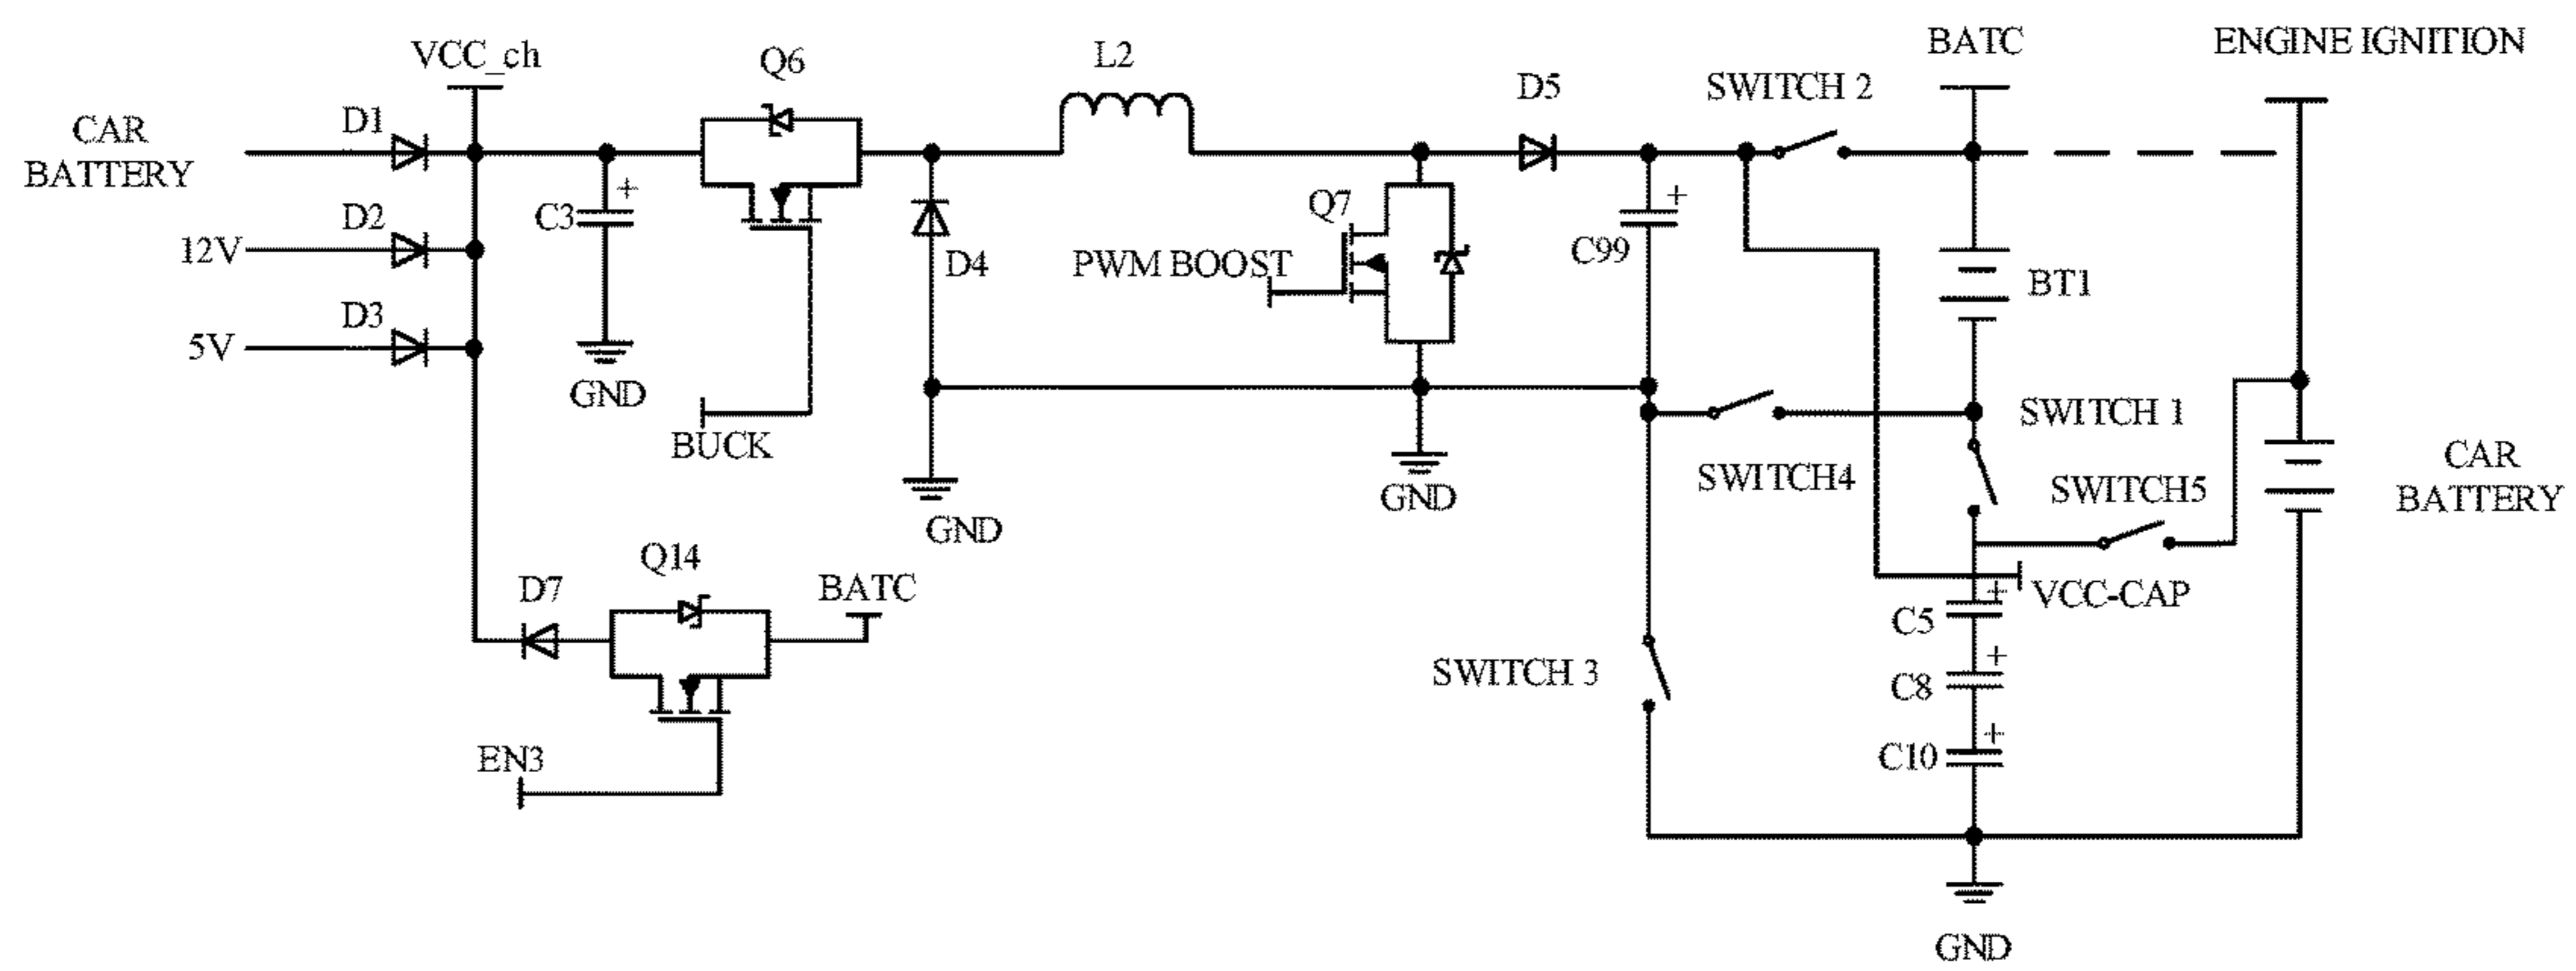 VCC_ch
Q6
L2
D5
SWITCH 2
BATC
ENGINE IGNITION
CAR
BATTERY
D1
+
C3
D2
12V
D3
5V
GND
BUCK
D4
GND
Q7
PWM BOOST
GND
+
C99
BT1
SWITCH 1
SWITCH4
SWITCH5
CAR
BATTERY
Q14
D7
BATC
EN3
SWITCH 3
VCC-CAP
+
C5
+
C8
+
C10
GND